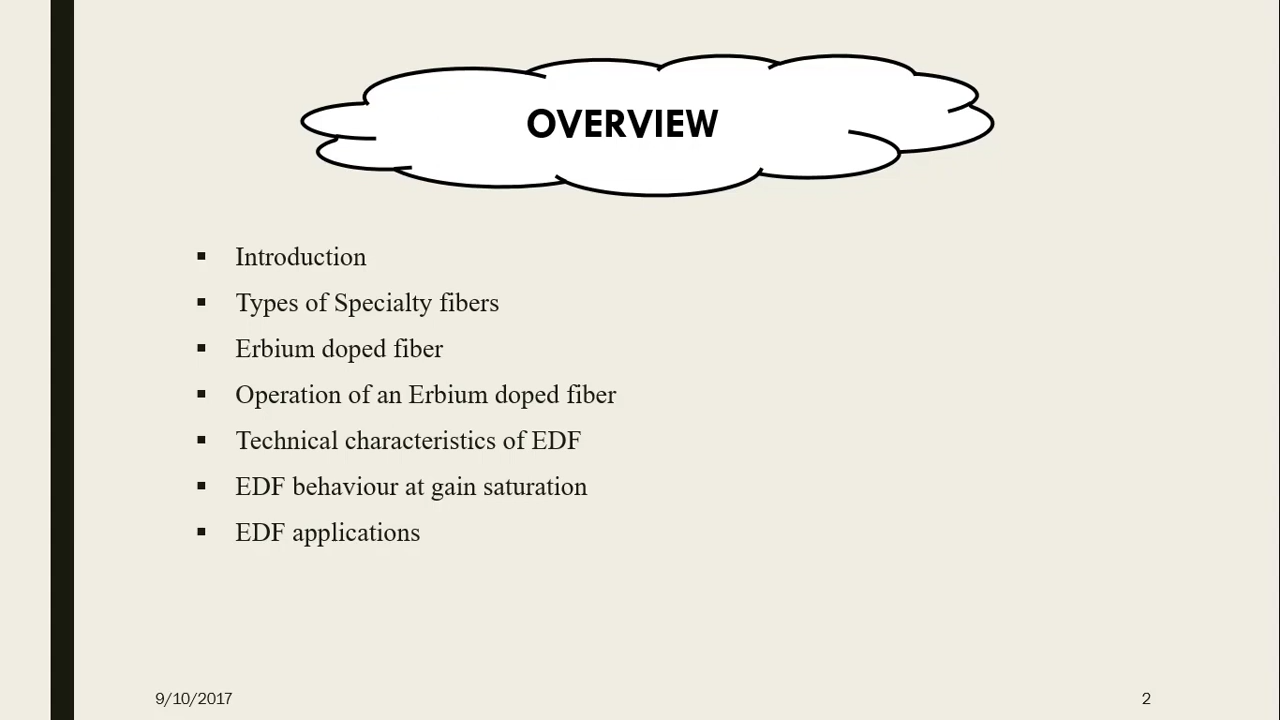 OVERVIEW
▪ Introduction
▪ Types of Specialty fibers
▪ Erbium doped fiber
▪ Operation of an Erbium doped fiber
▪ Technical characteristics of EDF
▪ EDF behaviour at gain saturation
▪ EDF applications
9/10/2017
2